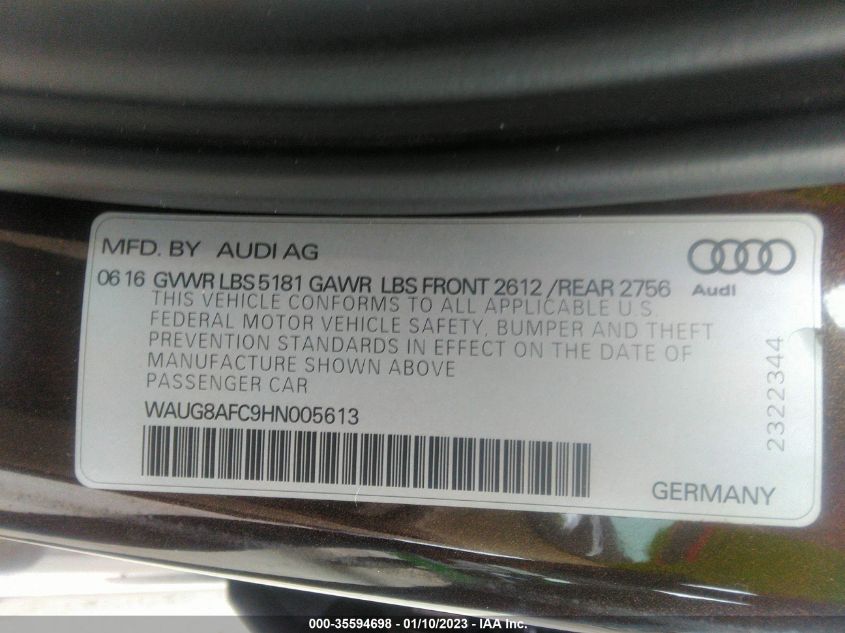 MFD. BY AUDI AG
06 16 GVWR LBS 5181 GAWR LBS FRONT 2612 /REAR 2756
Audi
THIS VEHICLE CONFORMS TO ALL APPLICABLE U.S.
FEDERAL MOTOR VEHICLE SAFETY, BUMPER AND THEFT
PREVENTION STANDARDS IN EFFECT ON THE DATE OF
MANUFACTURE SHOWN ABOVE
PASSENGER CAR
WAUG8AFC9HN005613
2322344
GERMANY
000-35594698 - 01/10/2023 - IAA Inc.